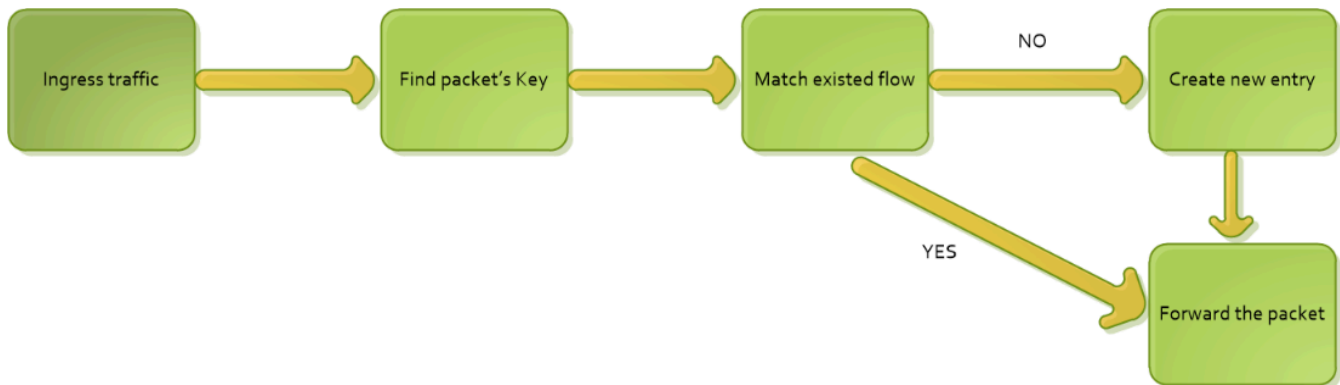 Ingress traffic
Find packet's Key
Match existed flow
NO
Create new entry
YES
Forward the packet